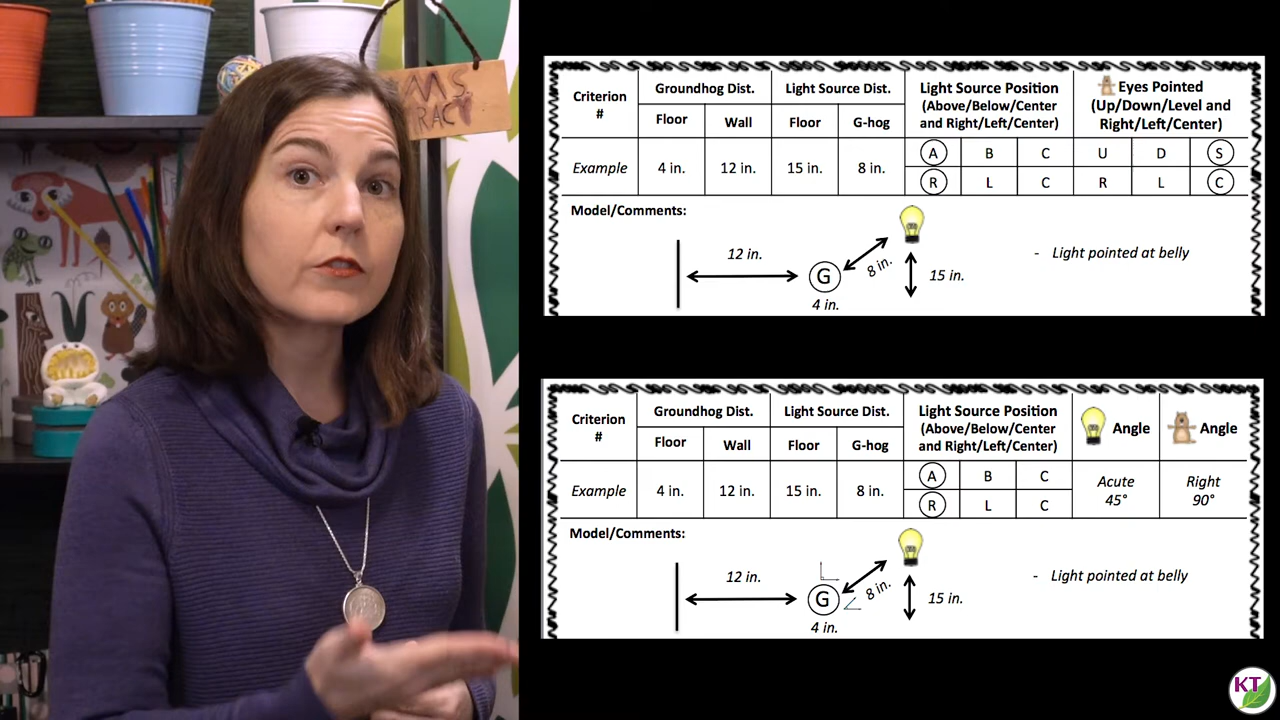 AMS
RACT
Criterion
#
Groundhog Dist.
Light Source Dist.
Light Source Position
(Above/Below/Center
and Right/Left/Center)
Eyes Pointed
(Up/Down/Level and
Right/Left/Center)
Floor Wall Floor G-hog
Example 4 in. 12 in. 15 in. 8 in.
A B C U D S
R L C R L C
Model/Comments:
12 in. G 8 in. 15 in.
4 in.
- Light pointed at belly
Criterion
#
Groundhog Dist.
Light Source Dist.
Light Source Position
(Above/Below/Center
and Right/Left/Center)
Angle
Angle
Floor Wall Floor G-hog
Example 4 in. 12 in. 15 in. 8 in.
A B C
R L C
Acute
45°
Right
90°
Model/Comments:
12 in. G 8 in. 15 in.
4 in.
- Light pointed at belly
KT